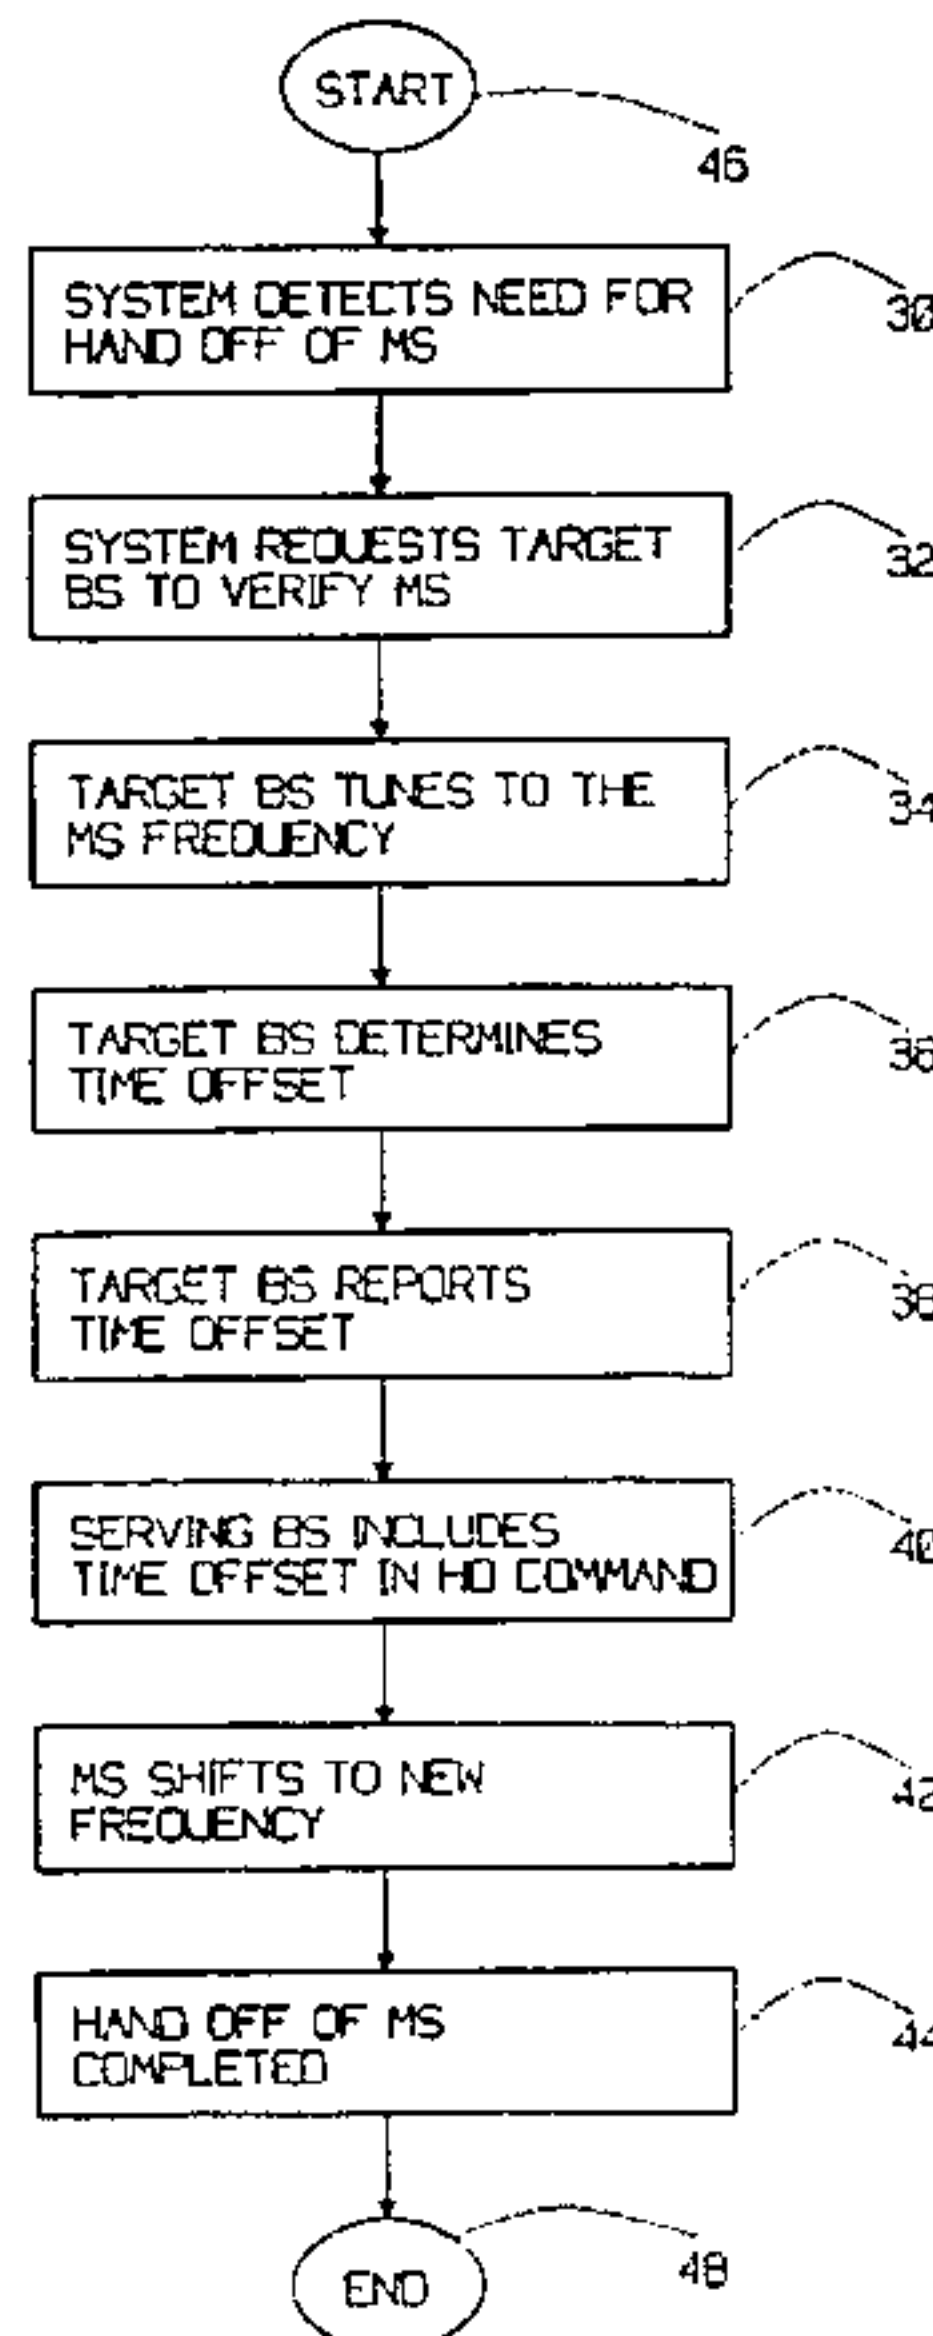 START
46
SYSTEM DETECTS NEED FOR
HAND OFF OF MS
30
SYSTEM REQUESTS TARGET
BS TO VERIFY MS
32
TARGET BS TUNES TO THE
MS FREQUENCY
34
TARGET BS DETERMINES
TIME OFFSET
36
TARGET BS REPORTS
TIME OFFSET
38
SERVING BS INCLUDES
TIME OFFSET IN HO COMMAND
40
MS SHIFTS TO NEW
FREQUENCY
42
HAND OFF OF MS
COMPLETED
44
END
48